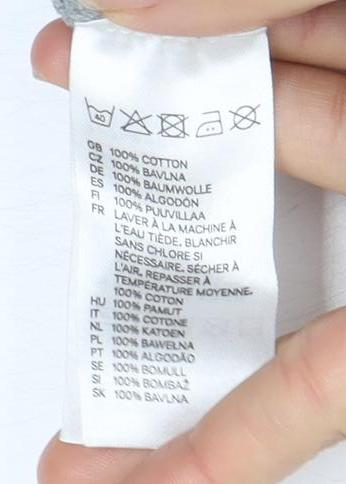 40
GB 100% COTTON
CZ 100% BAVLNA
DE 100% BAUMWOLLE
ES 100% ALGODÓN
FI 100% PUUVILLAA
FR LAVER À LA MACHINE À
L'EAU TIÈDE, BLANCHIR
SANS CHLORE SI
NÉCESSAIRE, SÉCHER À
L'AIR, REPASSER À
TEMPÉRATURE MOYENNE,
100% COTON
HU 100% PAMUT
IT 100% COTONE
NL 100% KATOEN
PL 100% BAWEŁNA
PT 100% ALGODÃO
SE 100% BOMULL
SI 100% BOMBAŽ
SK 100% BAVLNA